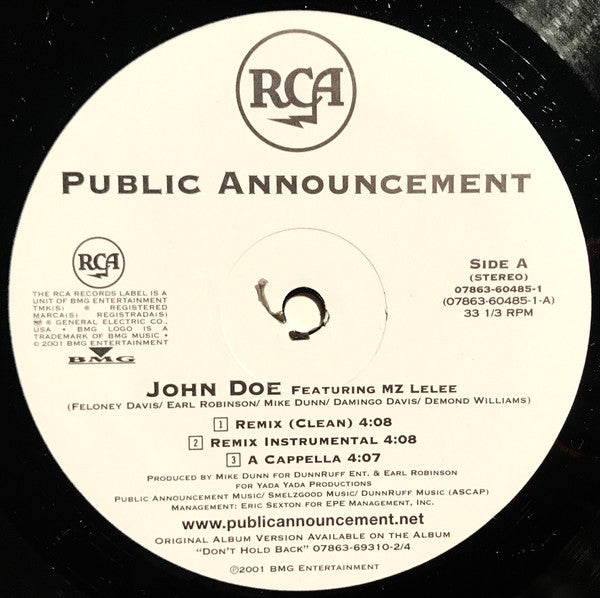 RCA
PUBLIC ANNOUNCEMENT
RCA
THE RCA RECORDS LABEL IS A
UNIT OF BMG ENTERTAINMENT
TMK(S) ® REGISTERED
MARCA(S) REGISTRADA(S)
® GENERAL ELECTRIC CO.,
USA • BMG LOGO IS A
TRADEMARK OF BMG MUSIC •
© 2001 BMG ENTERTAINMENT
BMG
SIDE A
(STEREO)
07863-60485-1
(07863-60485-1-A)
33 1/3 RPM
JOHN DOE FEATURING MZ LELEE
(FELONEY DAVIS/ EARL ROBINSON/ MIKE DUNN/ DAMINGO DAVIS/ DEMOND WILLIAMS)
1 REMIX (CLEAN) 4:08
2 REMIX INSTRUMENTAL 4:08
3 A CAPPELLA 4:07
PRODUCED BY MIKE DUNN FOR DUNNRUFF ENT. & EARL ROBINSON
FOR YADA YADA PRODUCTIONS
PUBLIC ANNOUNCEMENT MUSIC/ SMELZGOOD MUSIC/ DUNNRUFF MUSIC (ASCAP)
MANAGEMENT: ERIC SEXTON FOR EPE MANAGEMENT, INC.
www.publicannouncement.net
ORIGINAL ALBUM VERSION AVAILABLE ON THE ALBUM
"DON'T HOLD BACK" 07863-69310-2/4
℗2001 BMG ENTERTAINMENT